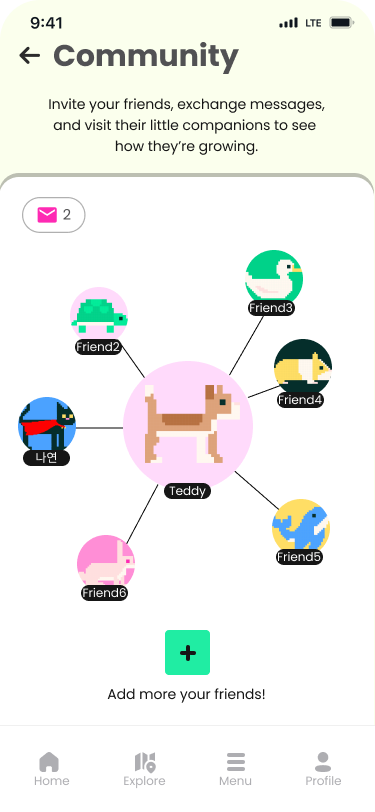 9:41
LTE
Community
Invite your friends, exchange messages,
and visit their little companions to see
how they're growing.
2
Friend3
Friend2
Friend4
나연
Teddy
Friend5
Friend6
Add more your friends!
Home Explore Menu Profile